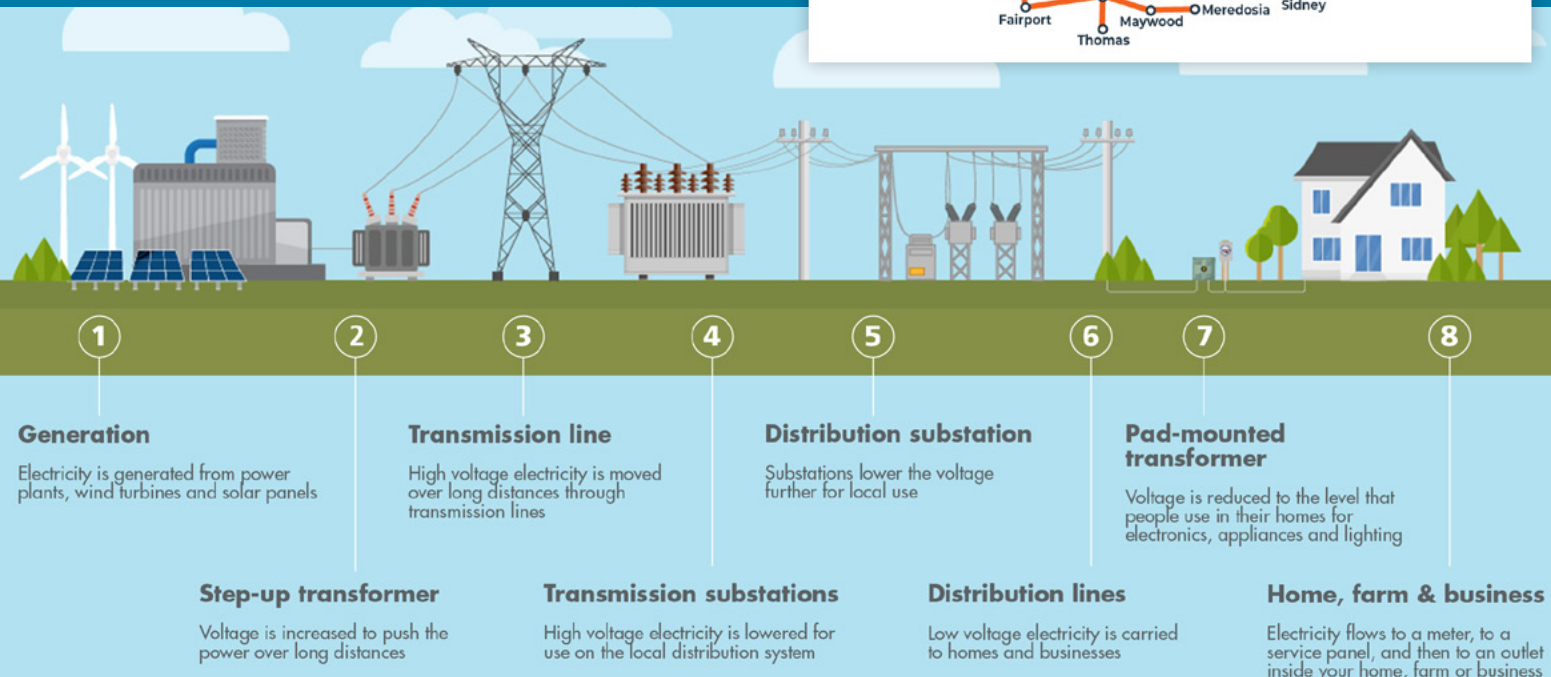 Fairport
Maywood
Meredosia
Sidney
Thomas
1
2
3
4
5
6
7
8
Generation
Electricity is generated from power
plants, wind turbines and solar panels
Step-up transformer
Voltage is increased to push the
power over long distances
Transmission line
High voltage electricity is moved
over long distances through
transmission lines
Transmission substations
High voltage electricity is lowered for
use on the local distribution system
Distribution substation
Substations lower the voltage
further for local use
Distribution lines
Low voltage electricity is carried
to homes and businesses
Pad-mounted
transformer
Voltage is reduced to the level that
people use in their homes for
electronics, appliances and lighting
Home, farm & business
Electricity flows to a meter, to a
service panel, and then to an outlet
inside your home, farm or business